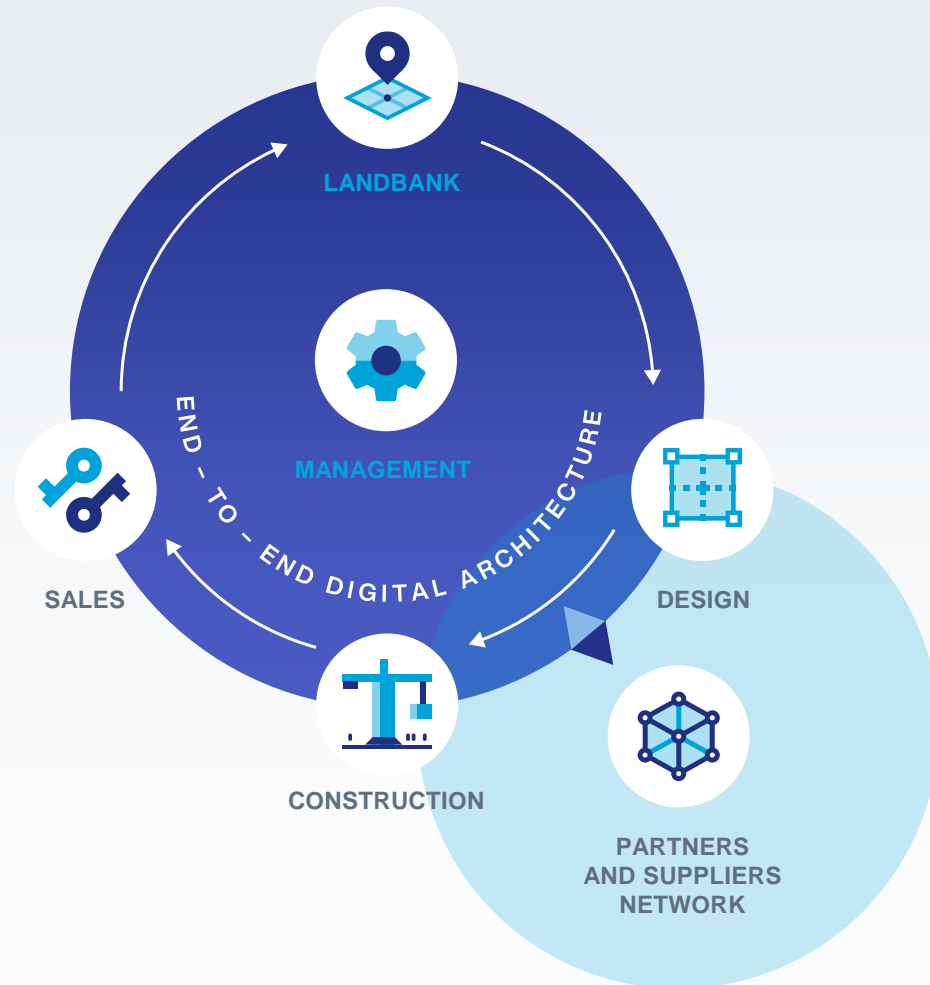 LANDBANK
MANAGEMENT
END – TO – END DIGITAL ARCHITECTURE
SALES
DESIGN
CONSTRUCTION
PARTNERS
AND SUPPLIERS
NETWORK